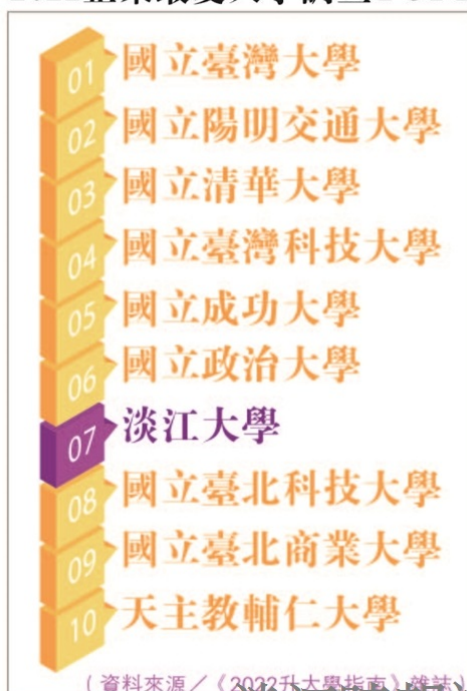 01 國立臺灣大學
02 國立陽明交通大學
03 國立清華大學
04 國立臺灣科技大學
05 國立成功大學
06 國立政治大學
07 淡江大學
08 國立臺北科技大學
09 國立臺北商業大學
10 天主教輔仁大學
（資料來源／《2022升大學指南》雜誌）